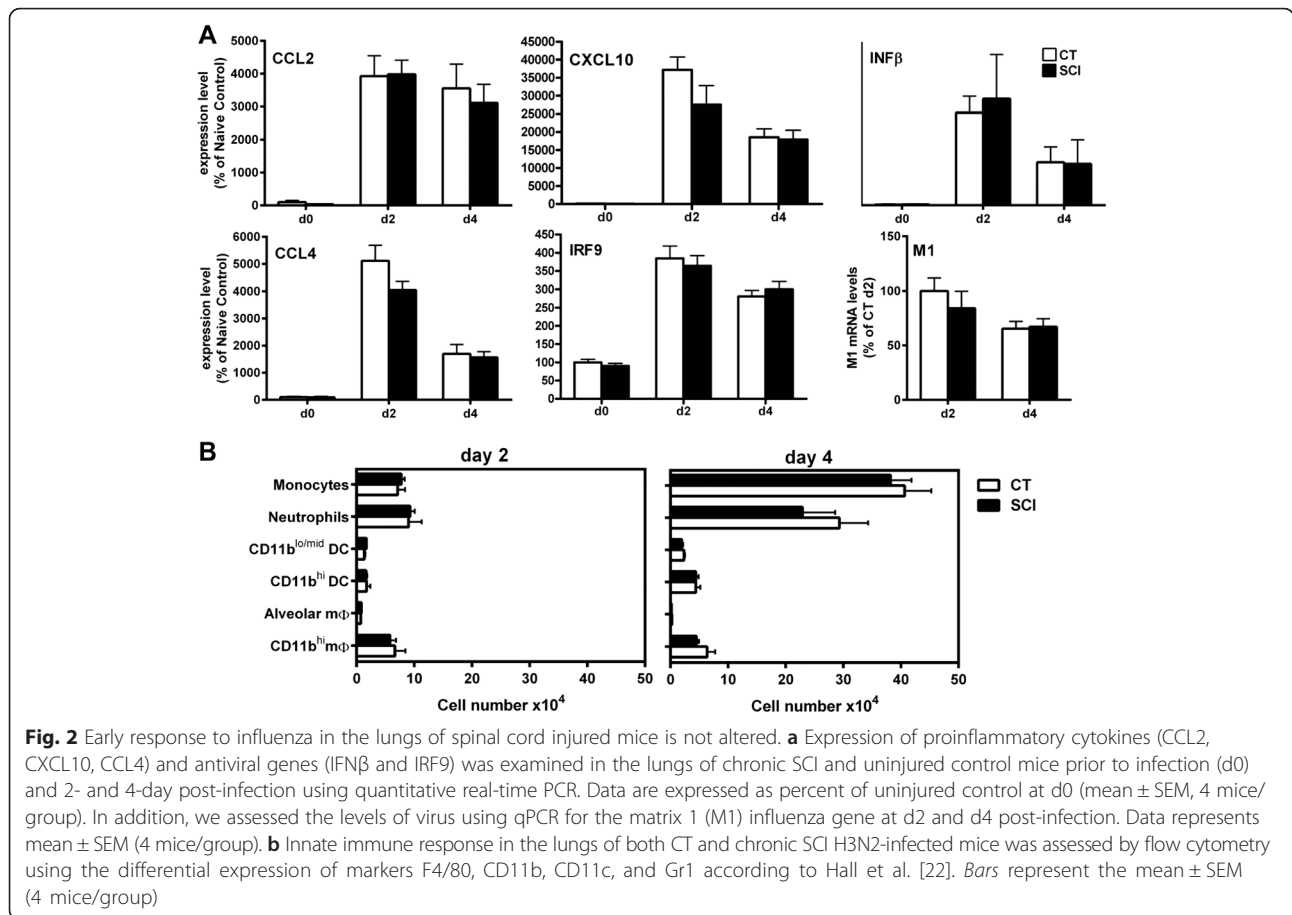 A
CCL2
expression level
(% of Naive Control)
5000
4000
3000
2000
1000
0
d0 d2 d4
CXCL10
45000
40000
35000
30000
25000
20000
15000
10000
5000
0
d0 d2 d4
INFβ
CT
SCI
d0 d2 d4
CCL4
expression level
(% of Naive Control)
6000
5000
4000
3000
2000
1000
0
d0 d2 d4
IRF9
450
400
350
300
250
200
150
100
50
0
d0 d2 d4
M1
M1 mRNA levels
(% of CT d2)
150
100
50
0
d2 d4
B
day 2
day 4
CT
SCI
Monocytes
Neutrophils
CD11b^lo/mid DC
CD11b^hi DC
Alveolar mΦ
CD11b^hi mΦ
0 10 20 30 40 50
Cell number x10^4
0 10 20 30 40 50
Cell number x10^4
Fig. 2 Early response to influenza in the lungs of spinal cord injured mice is not altered. a Expression of proinflammatory cytokines (CCL2,
CXCL10, CCL4) and antiviral genes (IFNβ and IRF9) was examined in the lungs of chronic SCI and uninjured control mice prior to infection (d0)
and 2- and 4-day post-infection using quantitative real-time PCR. Data are expressed as percent of uninjured control at d0 (mean ± SEM, 4 mice/
group). In addition, we assessed the levels of virus using qPCR for the matrix 1 (M1) influenza gene at d2 and d4 post-infection. Data represents
mean ± SEM (4 mice/group). b Innate immune response in the lungs of both CT and chronic SCI H3N2-infected mice was assessed by flow cytometry
using the differential expression of markers F4/80, CD11b, CD11c, and Gr1 according to Hall et al. [22]. Bars represent the mean ± SEM
(4 mice/group)